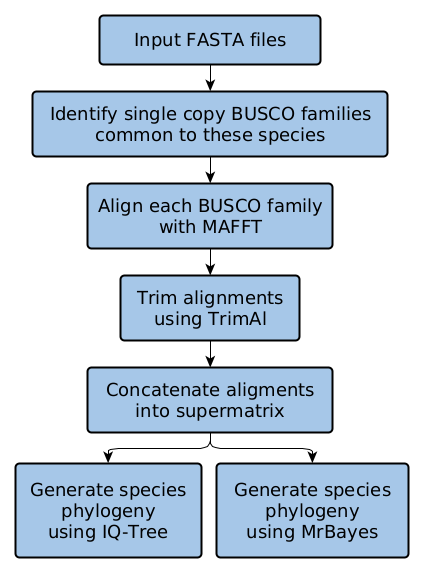 Input FASTA files
Identify single copy BUSCO families
common to these species
Align each BUSCO family
with MAFFT
Trim alignments
using TrimAl
Concatenate aligments
into supermatrix
Generate species
phylogeny
using IQ-Tree
Generate species
phylogeny
using MrBayes